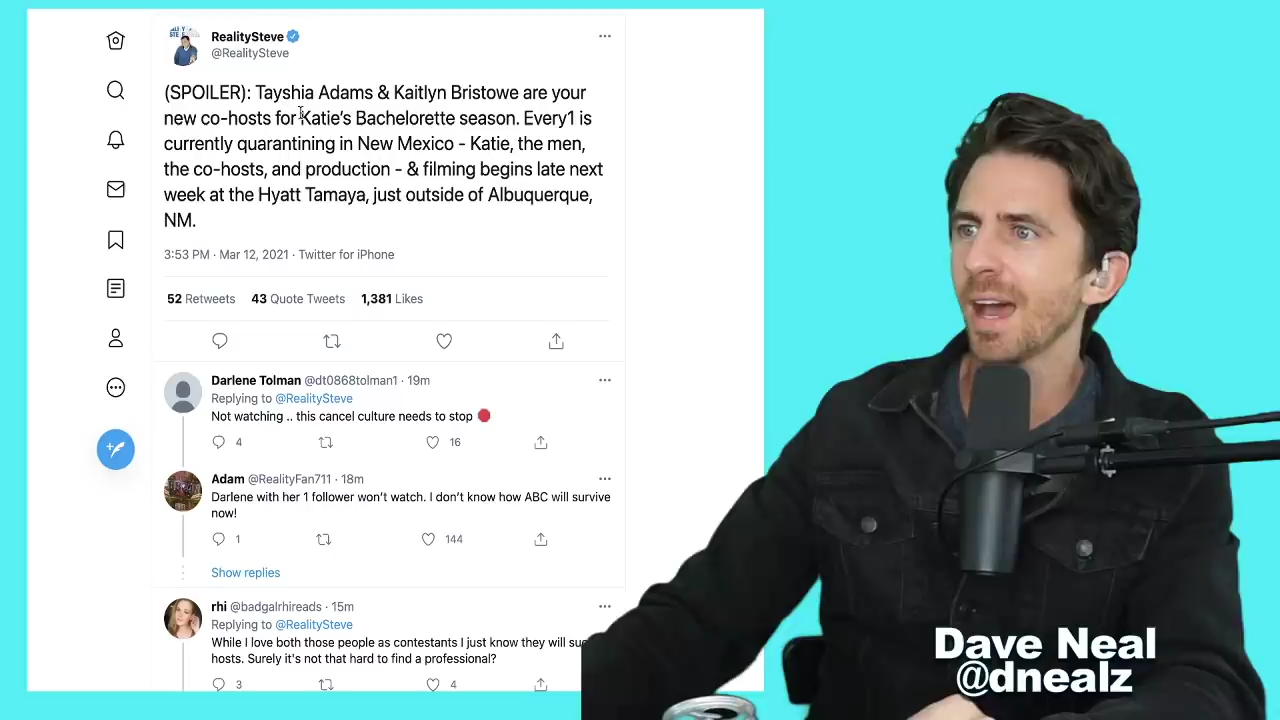 RealitySteve
@RealitySteve
(SPOILER): Tayshia Adams & Kaitlyn Bristowe are your
new co-hosts for Katie's Bachelorette season. Every1 is
currently quarantining in New Mexico - Katie, the men,
the co-hosts, and production - & filming begins late next
week at the Hyatt Tamaya, just outside of Albuquerque,
NM.
3:53 PM · Mar 12, 2021 · Twitter for iPhone
52 Retweets 43 Quote Tweets 1,381 Likes
Darlene Tolman @dt0868tolman1 · 19m
Replying to @RealitySteve
Not watching .. this cancel culture needs to stop
4 16
Adam @RealityFan711 · 18m
Darlene with her 1 follower won't watch. I don't know how ABC will survive
now!
1 144
Show replies
rhi @badgalrhireads · 15m
Replying to @RealitySteve
While I love both those people as contestants I just know they will
hosts. Surely it's not that hard to find a professional?
3 4
Dave Neal
@dnealz